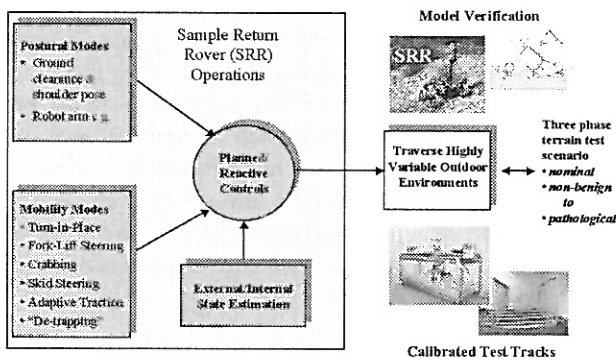 Sample Return
Rover (SRR)
Operations
Postural Modes
• Ground
clearance &
shoulder pose
• Robot arm c.g.
Mobility Modes
• Turn-in-Place
• Fork-Lift Steering
• Crabbing
• Skid Steering
• Adaptive Traction
• "De-trapping"
Planned/
Reactive
Controls
External/Internal
State Estimation
Model Verification
SRR
Traverse Highly
Variable Outdoor
Environments
Three phase
terrain test
scenario
• nominal
• non-benign
to
• pathological
Calibrated Test Tracks